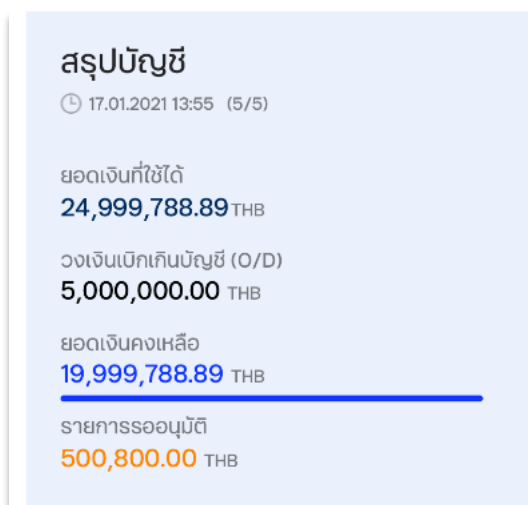 สรุปบัญชี
17.01.2021 13:55 (5/5)
ยอดเงินที่ใช้ได้
24,999,788.89 THB
วงเงินเบิกเกินบัญชี (O/D)
5,000,000.00 THB
ยอดเงินคงเหลือ
19,999,788.89 THB
รายการรออนุมัติ
500,800.00 THB